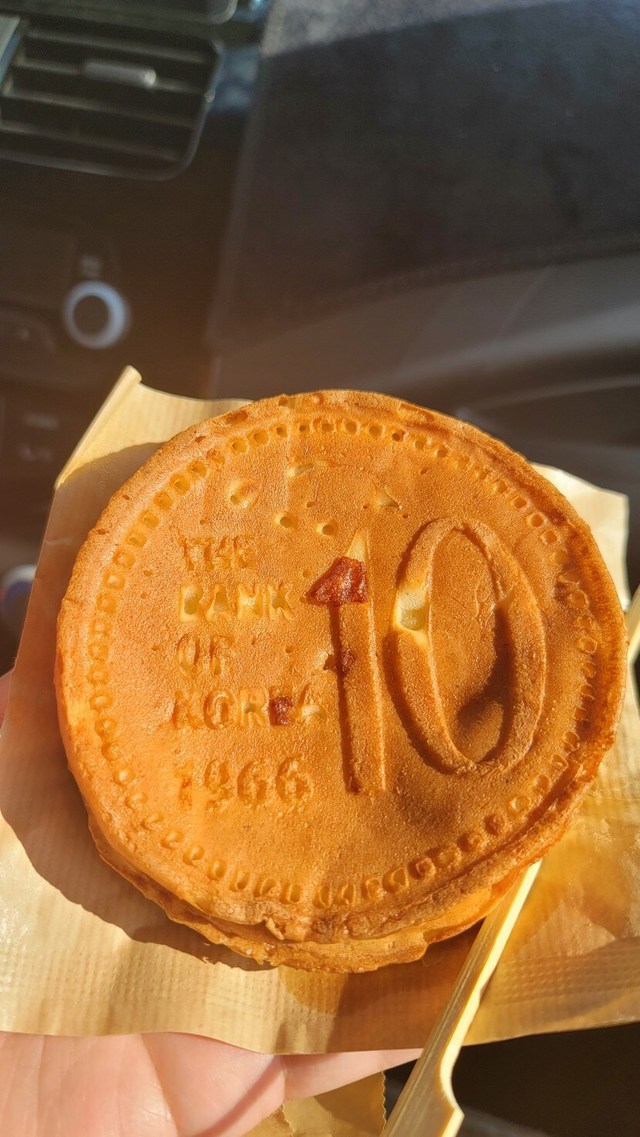 THE
BANK
OF
KOREA
1966
10